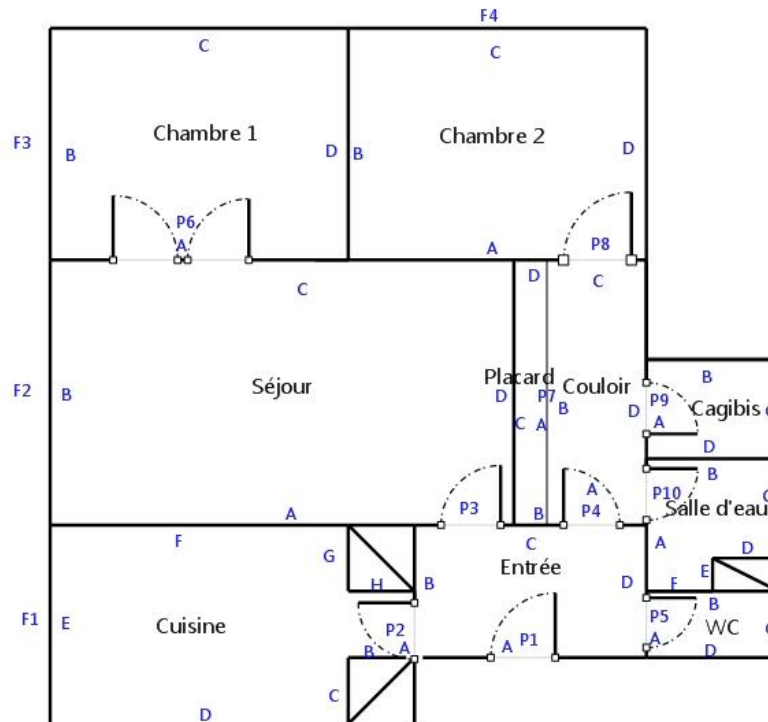 F4
C
C
F3
Chambre 1
Chambre 2
B
D
B
D
P6
A
A
P8
C
D
C
F2
B
Séjour
D
Placard
P7
C
A
B
Couloir
D
P9
A
B
Cagibis
D
A
P3
B
A
P4
B
P10
Salle d'eau
A
D
E
F
F
G
H
C
Entrée
B
D
F1
E
Cuisine
P2
B
A
A
P1
P5
A
B
WC
D
C
D